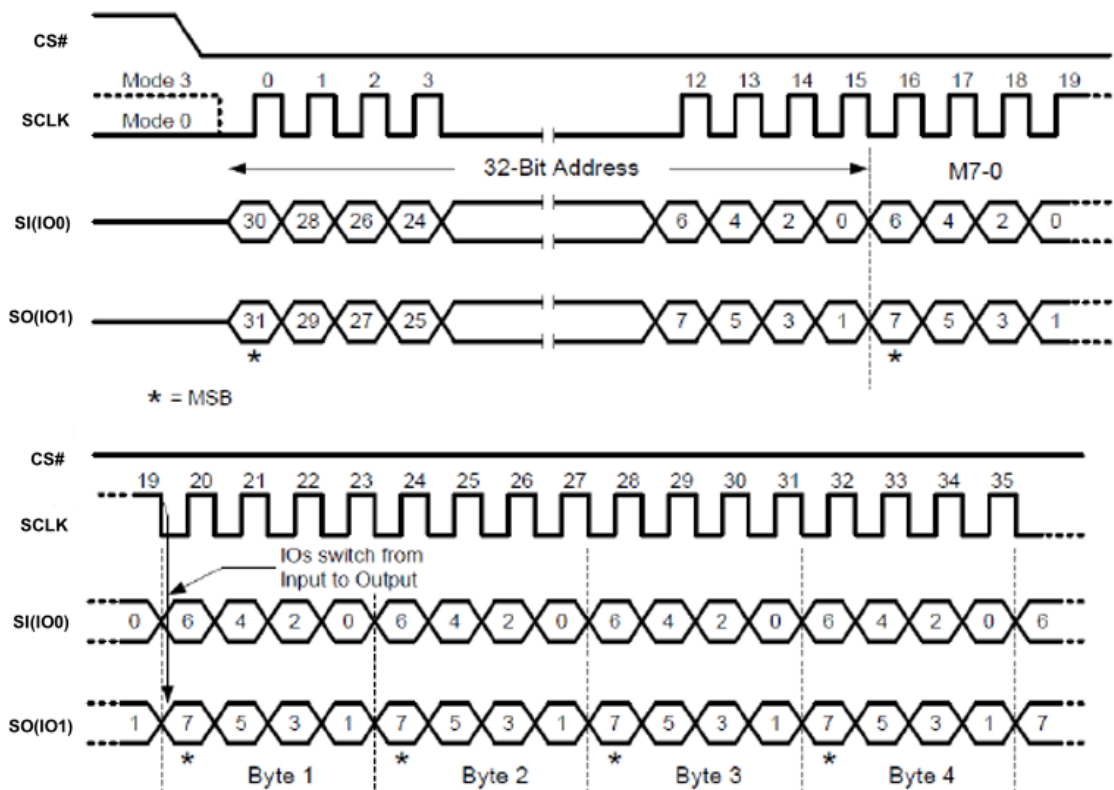 CS#
Mode 3 0 1 2 3 12 13 14 15 16 17 18 19
SCLK
Mode 0
32-Bit Address M7-0
SI(IO0) 30 28 26 24 6 4 2 0 6 4 2 0
SO(IO1) 31 29 27 25 7 5 3 1 7 5 3 1
* *
* = MSB
CS#
19 20 21 22 23 24 25 26 27 28 29 30 31 32 33 34 35
SCLK
IOs switch from
Input to Output
SI(IO0) 0 6 4 2 0 6 4 2 0 6 4 2 0 6 4 2 0 6
SO(IO1) 1 7 5 3 1 7 5 3 1 7 5 3 1 7 5 3 1 7
* * * *
Byte 1 Byte 2 Byte 3 Byte 4